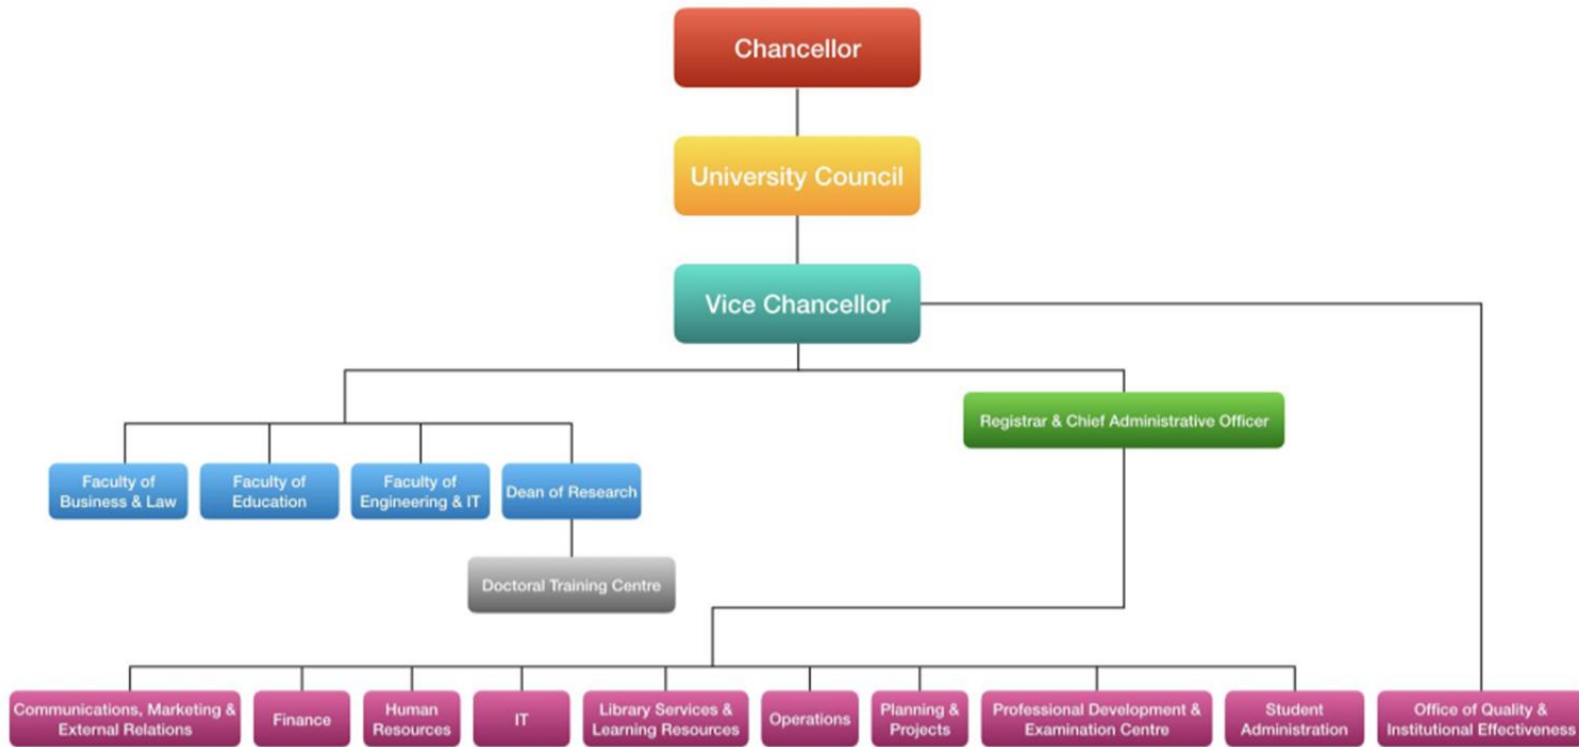 Chancellor
University Council
Vice Chancellor
Registrar & Chief Administrative Officer
Faculty of
Business & Law
Faculty of
Education
Faculty of
Engineering & IT
Dean of Research
Doctoral Training Centre
Communications, Marketing &
External Relations
Finance
Human
Resources
IT
Library Services &
Learning Resources
Operations
Planning &
Projects
Professional Development &
Examination Centre
Student
Administration
Office of Quality &
Institutional Effectiveness